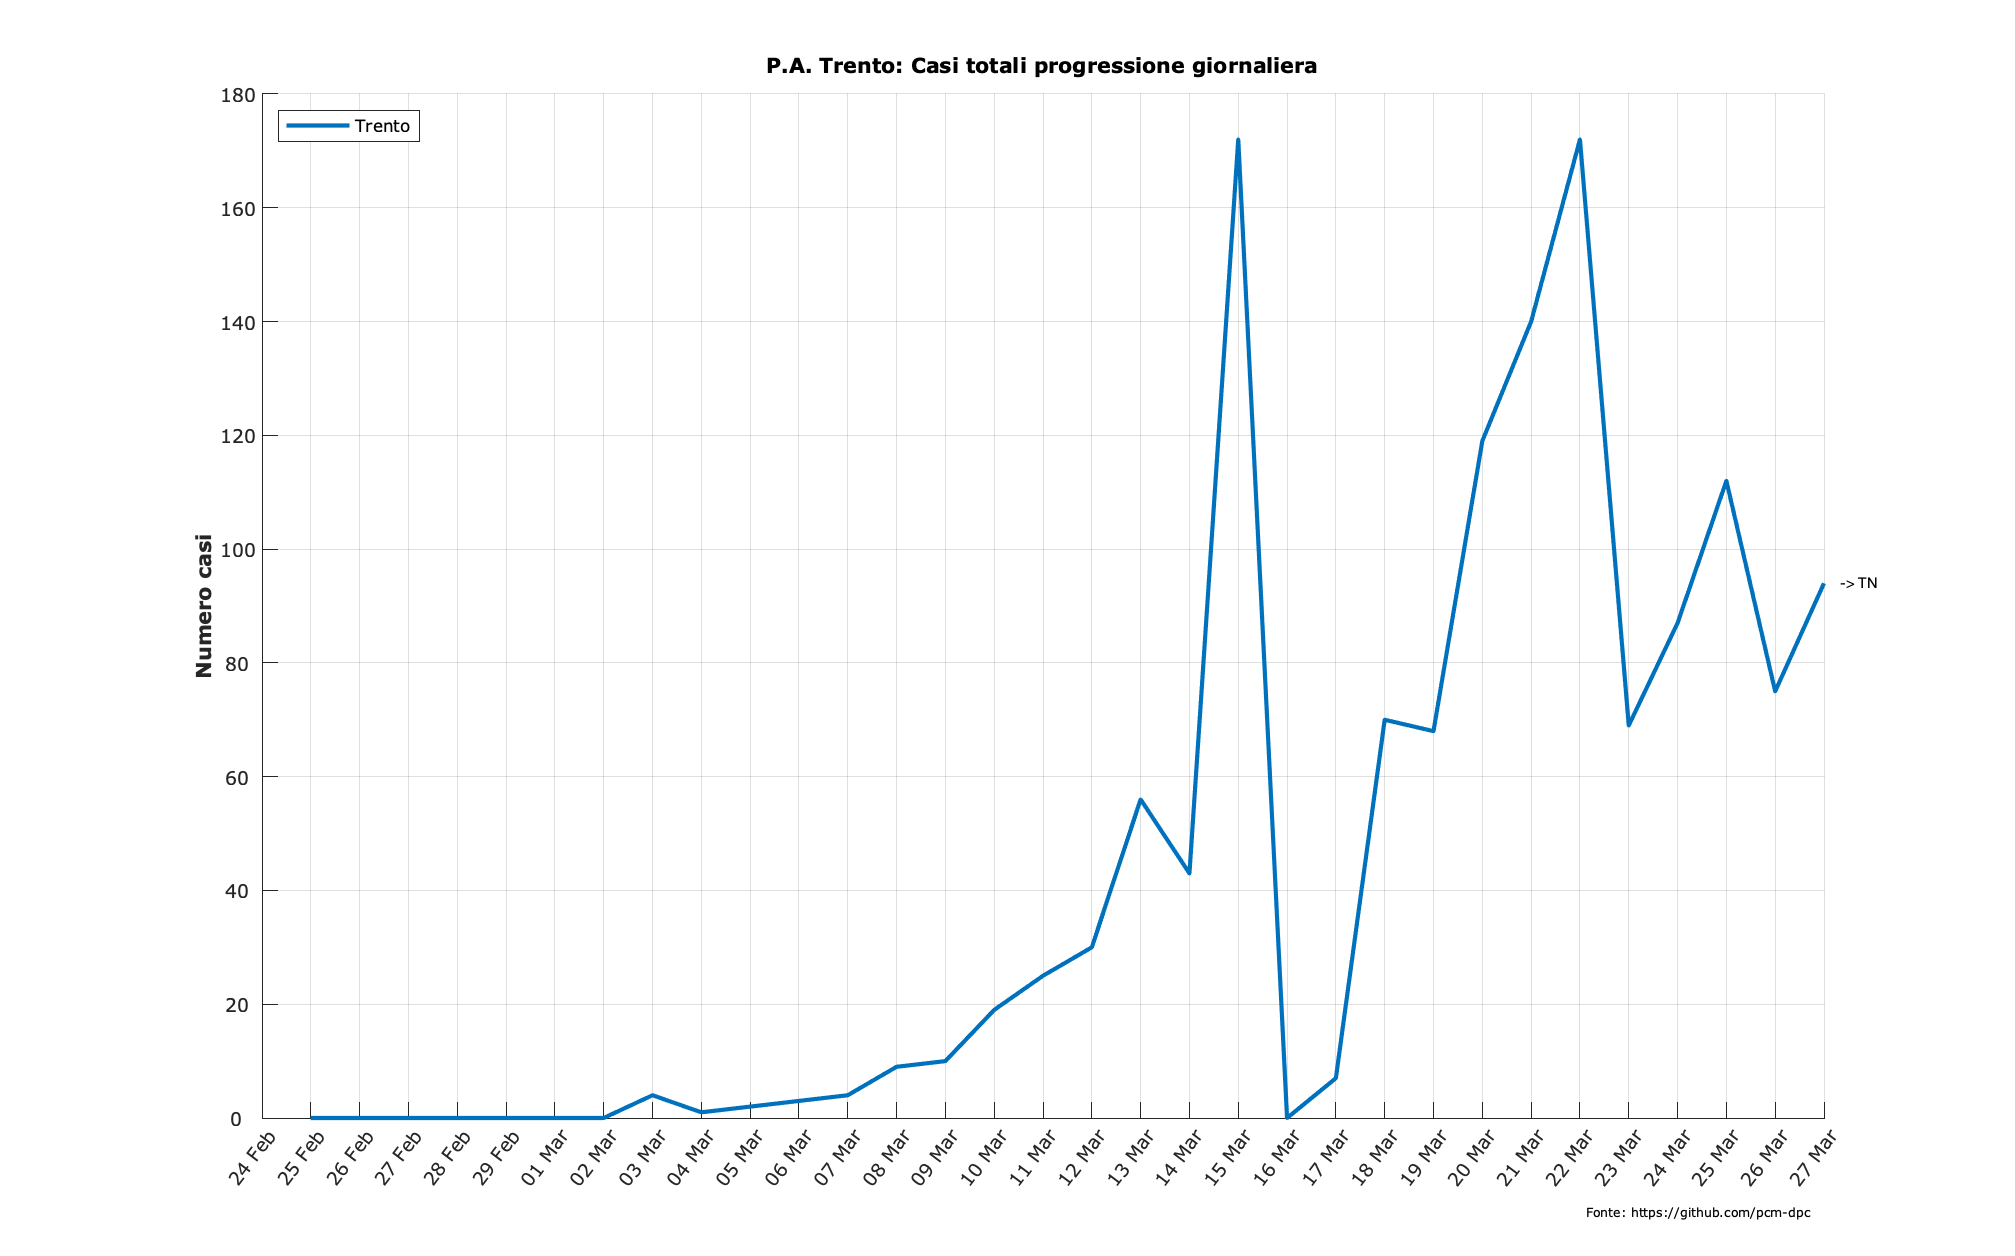 P.A. Trento: Casi totali progressione giornaliera
Trento
Numero casi
180
160
140
120
100
80
60
40
20
0
-> TN
24 Feb
25 Feb
26 Feb
27 Feb
28 Feb
29 Feb
01 Mar
02 Mar
03 Mar
04 Mar
05 Mar
06 Mar
07 Mar
08 Mar
09 Mar
10 Mar
11 Mar
12 Mar
13 Mar
14 Mar
15 Mar
16 Mar
17 Mar
18 Mar
19 Mar
20 Mar
21 Mar
22 Mar
23 Mar
24 Mar
25 Mar
26 Mar
27 Mar
Fonte: https://github.com/pcm-dpc